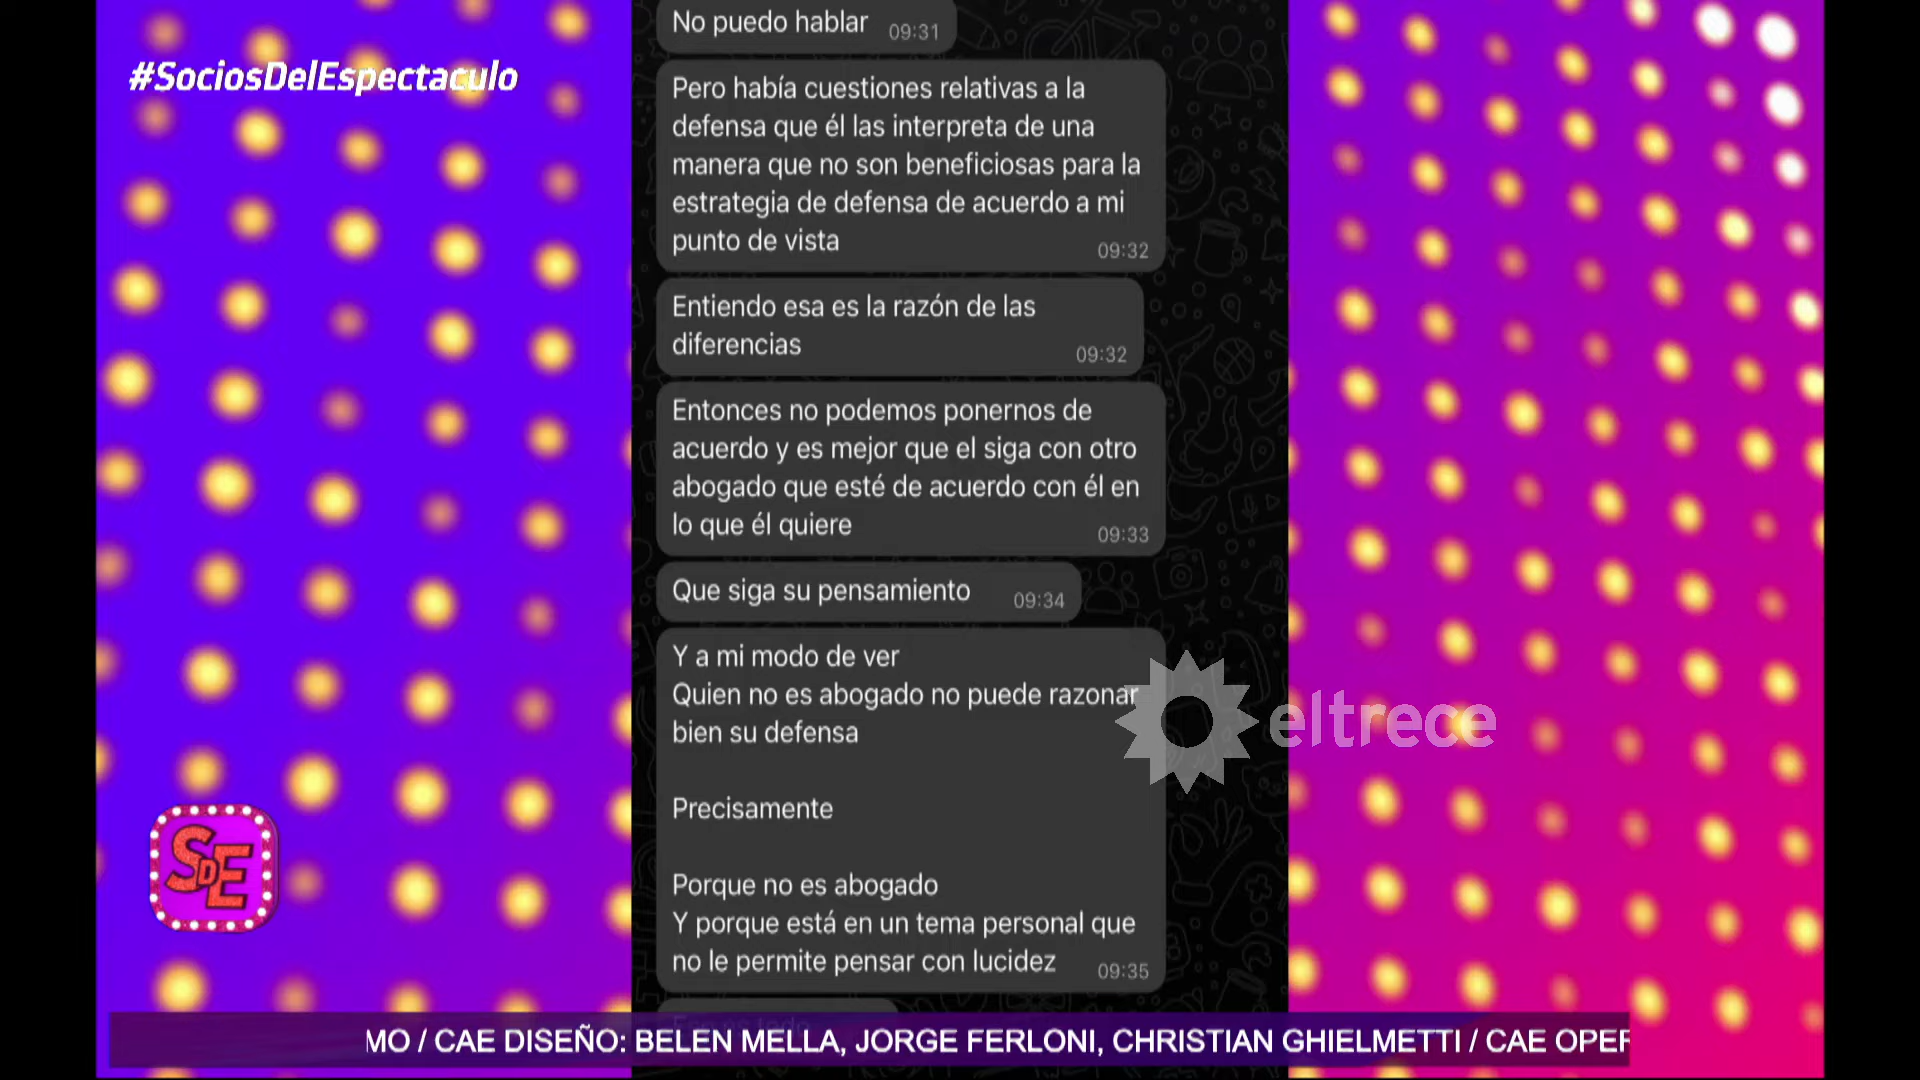 No puedo hablar 09:31
#SociosDelEspectaculo
Pero había cuestiones relativas a la
defensa que él las interpreta de una
manera que no son beneficiosas para la
estrategia de defensa de acuerdo a mi
punto de vista 09:32
Entiendo esa es la razón de las
diferencias 09:32
Entonces no podemos ponernos de
acuerdo y es mejor que el siga con otro
abogado que esté de acuerdo con él en
lo que él quiere 09:33
Que siga su pensamiento 09:34
Y a mi modo de ver
Quien no es abogado no puede razonar
bien su defensa
eltrece
Precisamente
SDE
Porque no es abogado
Y porque está en un tema personal que
no le permite pensar con lucidez 09:35
MO / CAE DISEÑO: BELEN MELLA, JORGE FERLONI, CHRISTIAN GHIELMETTI / CAE OPER